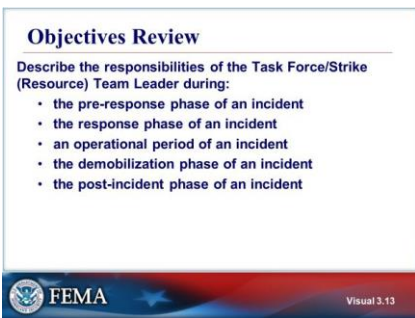 Objectives Review
Describe the responsibilities of the Task Force/Strike
(Resource) Team Leader during:
• the pre-response phase of an incident
• the response phase of an incident
• an operational period of an incident
• the demobilization phase of an incident
• the post-incident phase of an incident
FEMA
Visual 3.13